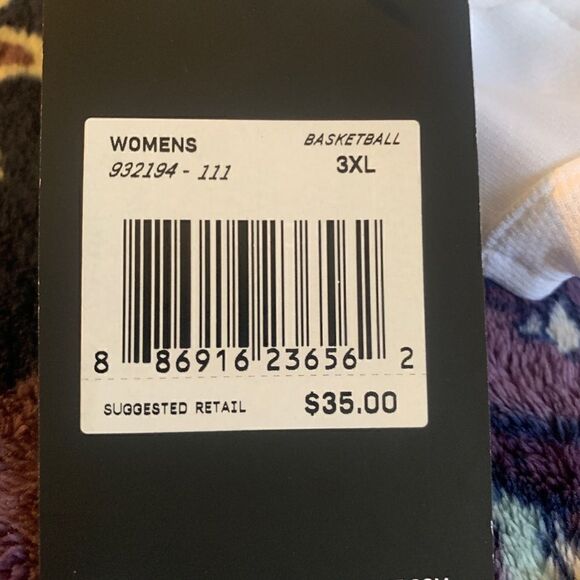 WOMENS BASKETBALL
932194 - 111 3XL
8 86916 23656 2
SUGGESTED RETAIL $35.00